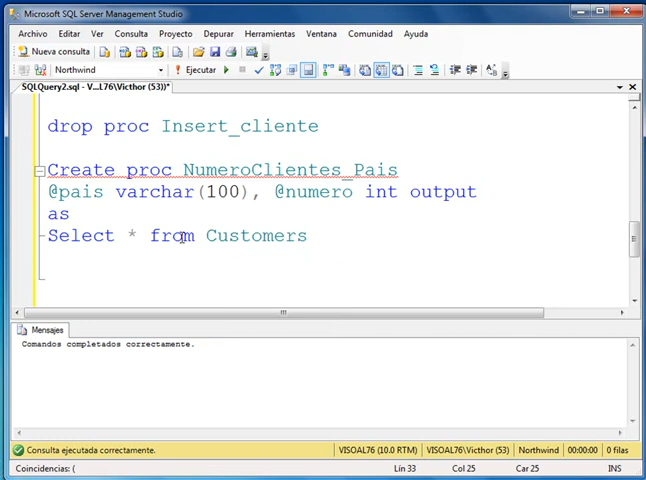 Microsoft SQL Server Management Studio
Archivo Editar Ver Consulta Proyecto Depurar Herramientas Ventana Comunidad Ayuda
Nueva consulta
Northwind Ejecutar
SQLQuery2.sql - V...L76\Victhor (53))*
drop proc Insert_cliente
Create proc NumeroClientes_Pais
@pais varchar(100), @numero int output
as
Select * from Customers
Mensajes
Comandos completados correctamente.
Consulta ejecutada correctamente. VISOAL76 (10.0 RTM) VISOAL76\Victhor (53) Northwind 00:00:00 0 filas
Coincidencias: ( Lín 33 Col 25 Car 25 INS